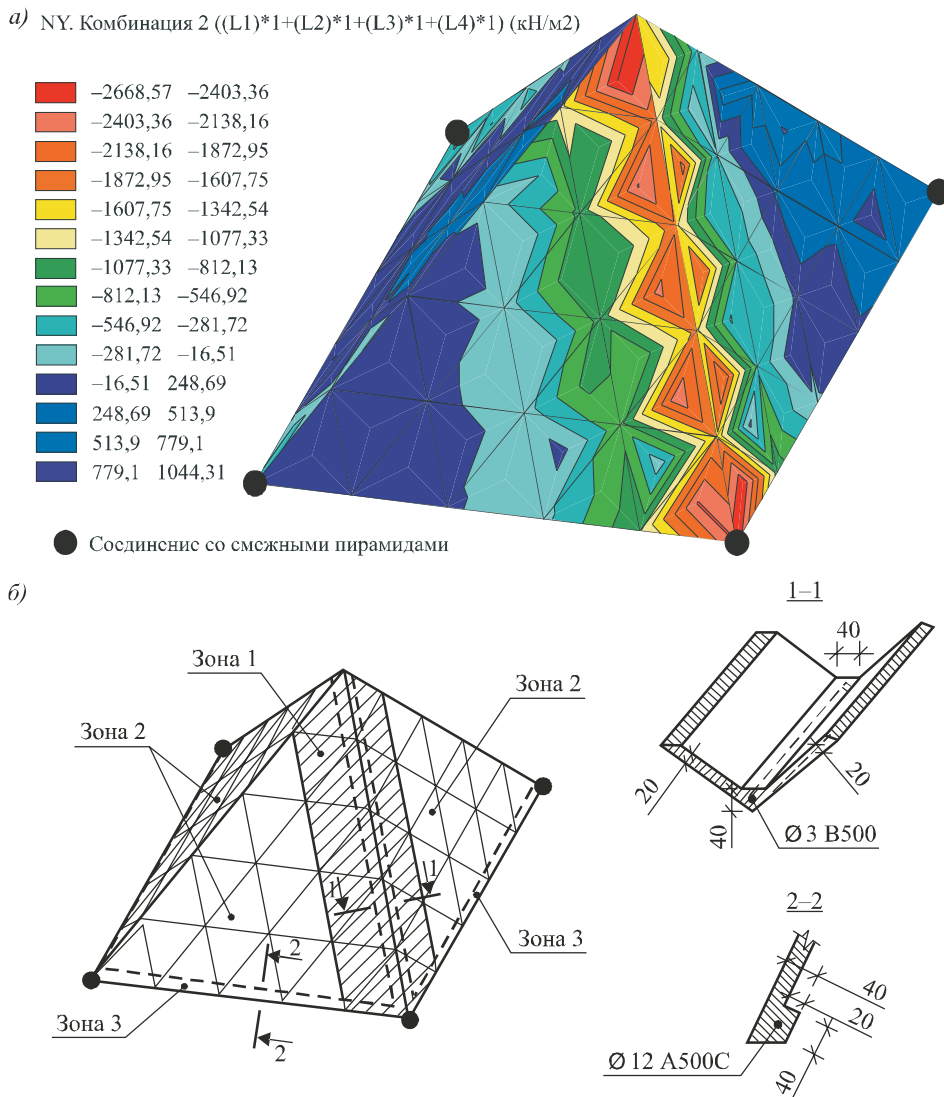 а) NY. Комбинация 2 ((L1)*1+(L2)*1+(L3)*1+(L4)*1) (кН/м2)
–2668,57 –2403,36
–2403,36 –2138,16
–2138,16 –1872,95
–1872,95 –1607,75
–1607,75 –1342,54
–1342,54 –1077,33
–1077,33 –812,13
–812,13 –546,92
–546,92 –281,72
–281,72 –16,51
–16,51 248,69
248,69 513,9
513,9 779,1
779,1 1044,31
Соединение со смежными пирамидами
б)
Зона 1
Зона 2
Зона 2
1
1
2
2
Зона 3
Зона 3
1–1
40
20
20
40
Ø 3 В500
2–2
40
20
40
Ø 12 А500С